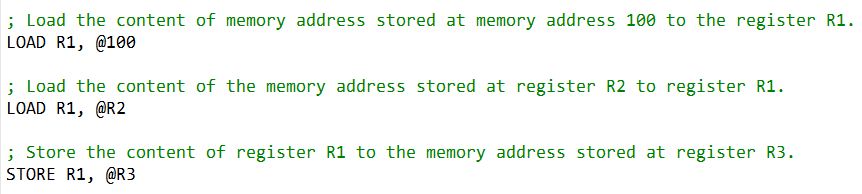 ; Load the content of memory address stored at memory address 100 to the register R1.
LOAD R1, @100
; Load the content of the memory address stored at register R2 to register R1.
LOAD R1, @R2
; Store the content of register R1 to the memory address stored at register R3.
STORE R1, @R3